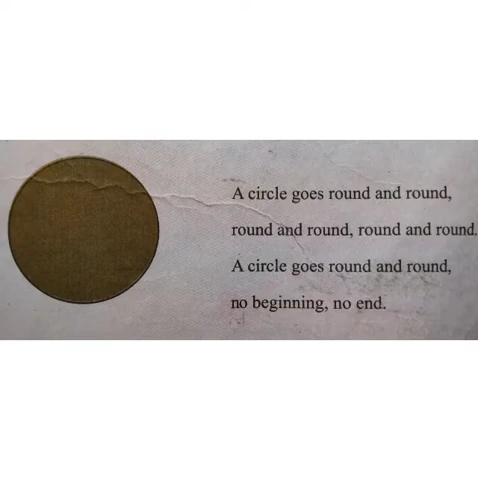 A circle goes round and round,
round and round, round and round.
A circle goes round and round,
no beginning, no end.